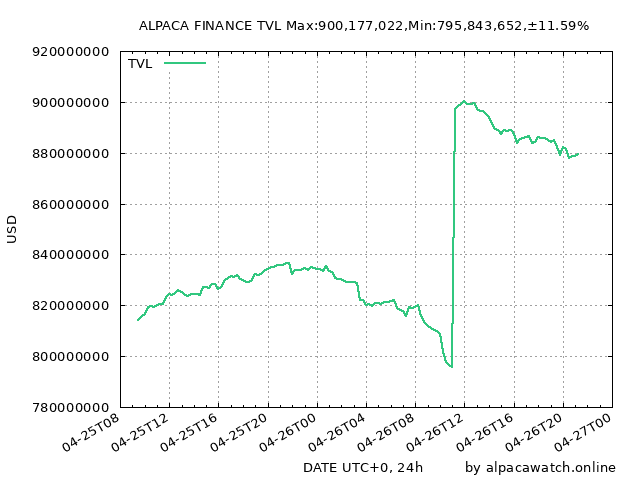 ALPACA FINANCE TVL Max:900,177,022,Min:795,843,652,±11.59%
920000000
TVL
900000000
880000000
860000000
USD
840000000
820000000
800000000
780000000
04-25T08 04-25T12 04-25T16 04-25T20 04-26T00 04-26T04 04-26T08 04-26T12 04-26T16 04-26T20 04-27T00
DATE UTC+0, 24h by alpacawatch.online